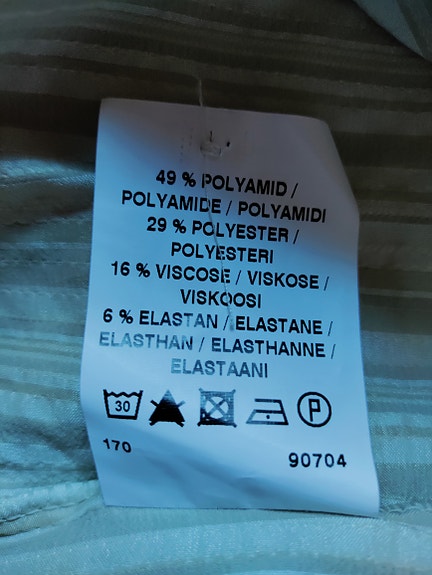 49 % POLYAMID /
POLYAMIDE / POLYAMIDI
29 % POLYESTER /
POLYESTERI
16 % VISCOSE / VISKOSE /
VISKOOSI
6 % ELASTAN / ELASTANE /
ELASTHAN / ELASTHANNE /
ELASTAANI
30 P
170 90704